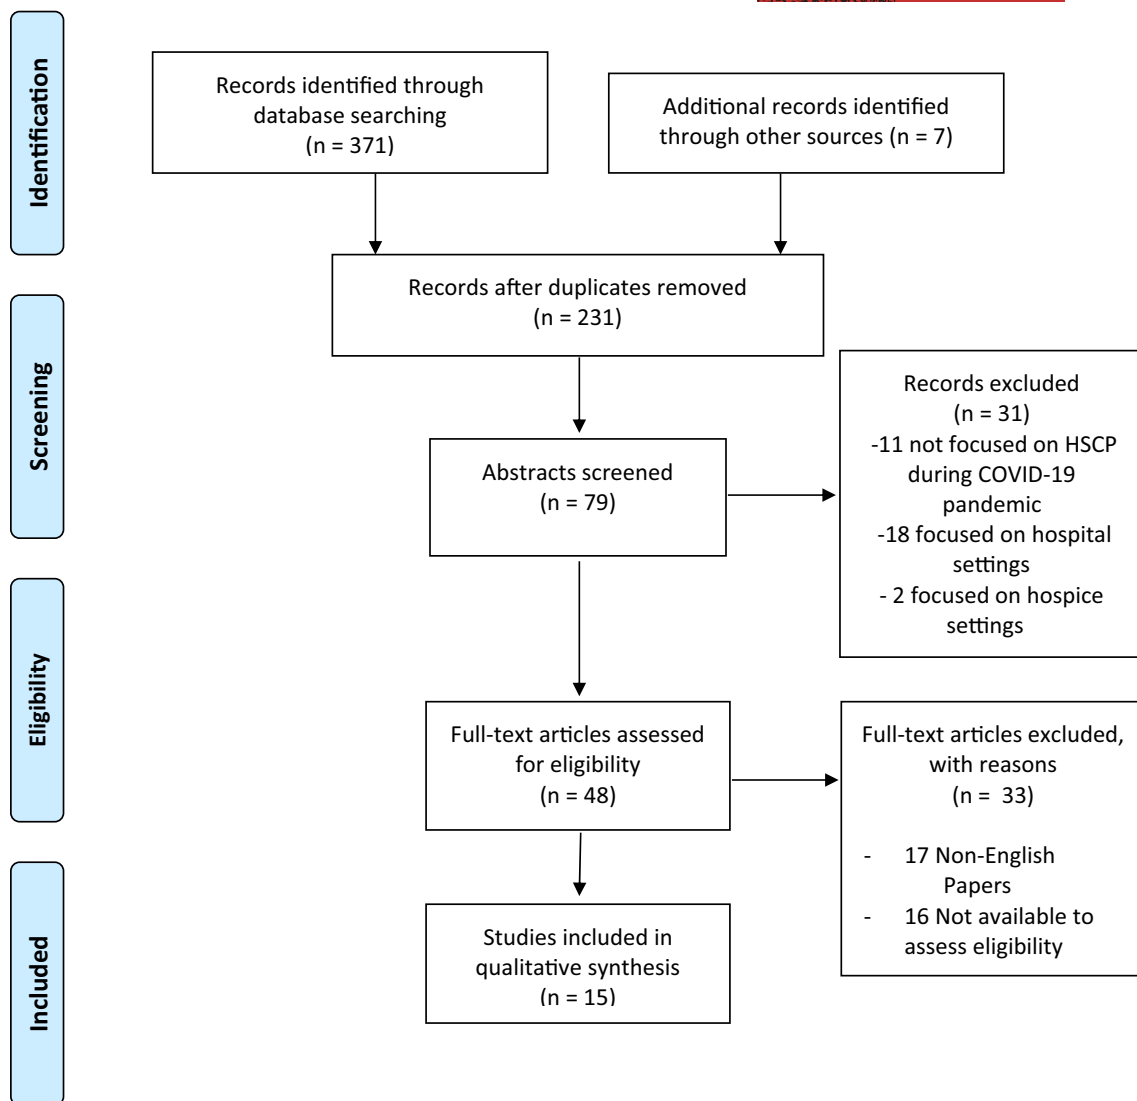 Identification
Records identified through
database searching
(n = 371)
Additional records identified
through other sources (n = 7)
Records after duplicates removed
(n = 231)
Screening
Abstracts screened
(n = 79)
Records excluded
(n = 31)
-11 not focused on HSCP
during COVID-19
pandemic
-18 focused on hospital
settings
- 2 focused on hospice
settings
Eligibility
Full-text articles assessed
for eligibility
(n = 48)
Full-text articles excluded,
with reasons
(n = 33)
- 17 Non-English
Papers
- 16 Not available to
assess eligibility
Included
Studies included in
qualitative synthesis
(n = 15)